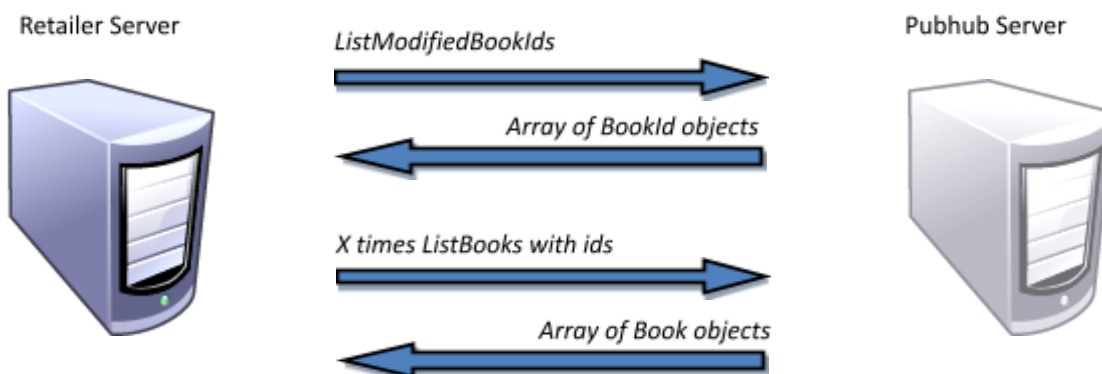 Retailer Server
Pubhub Server
ListModifiedBookIds
Array of BookId objects
X times ListBooks with ids
Array of Book objects